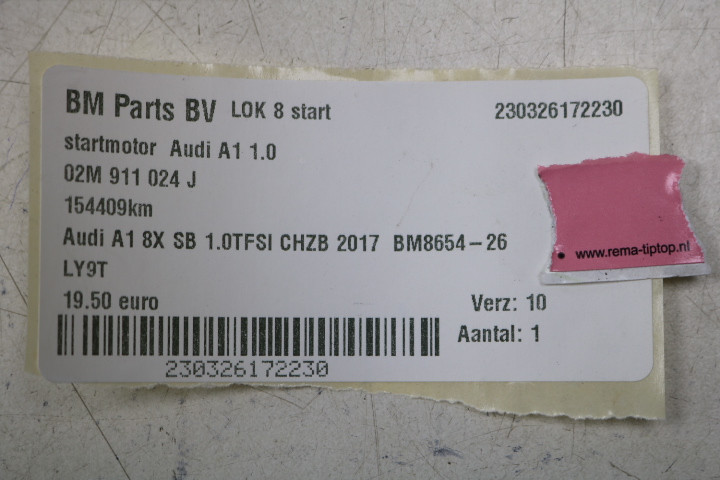 BM Parts BV LOK 8 start 230326172230
startmotor Audi A1 1.0
02M 911 024 J
154409km
Audi A1 8X SB 1.0TFSI CHZB 2017 BM8654-26
LY9T
19.50 euro Verz: 10
Aantal: 1
230326172230
www.rema-tiptop.nl